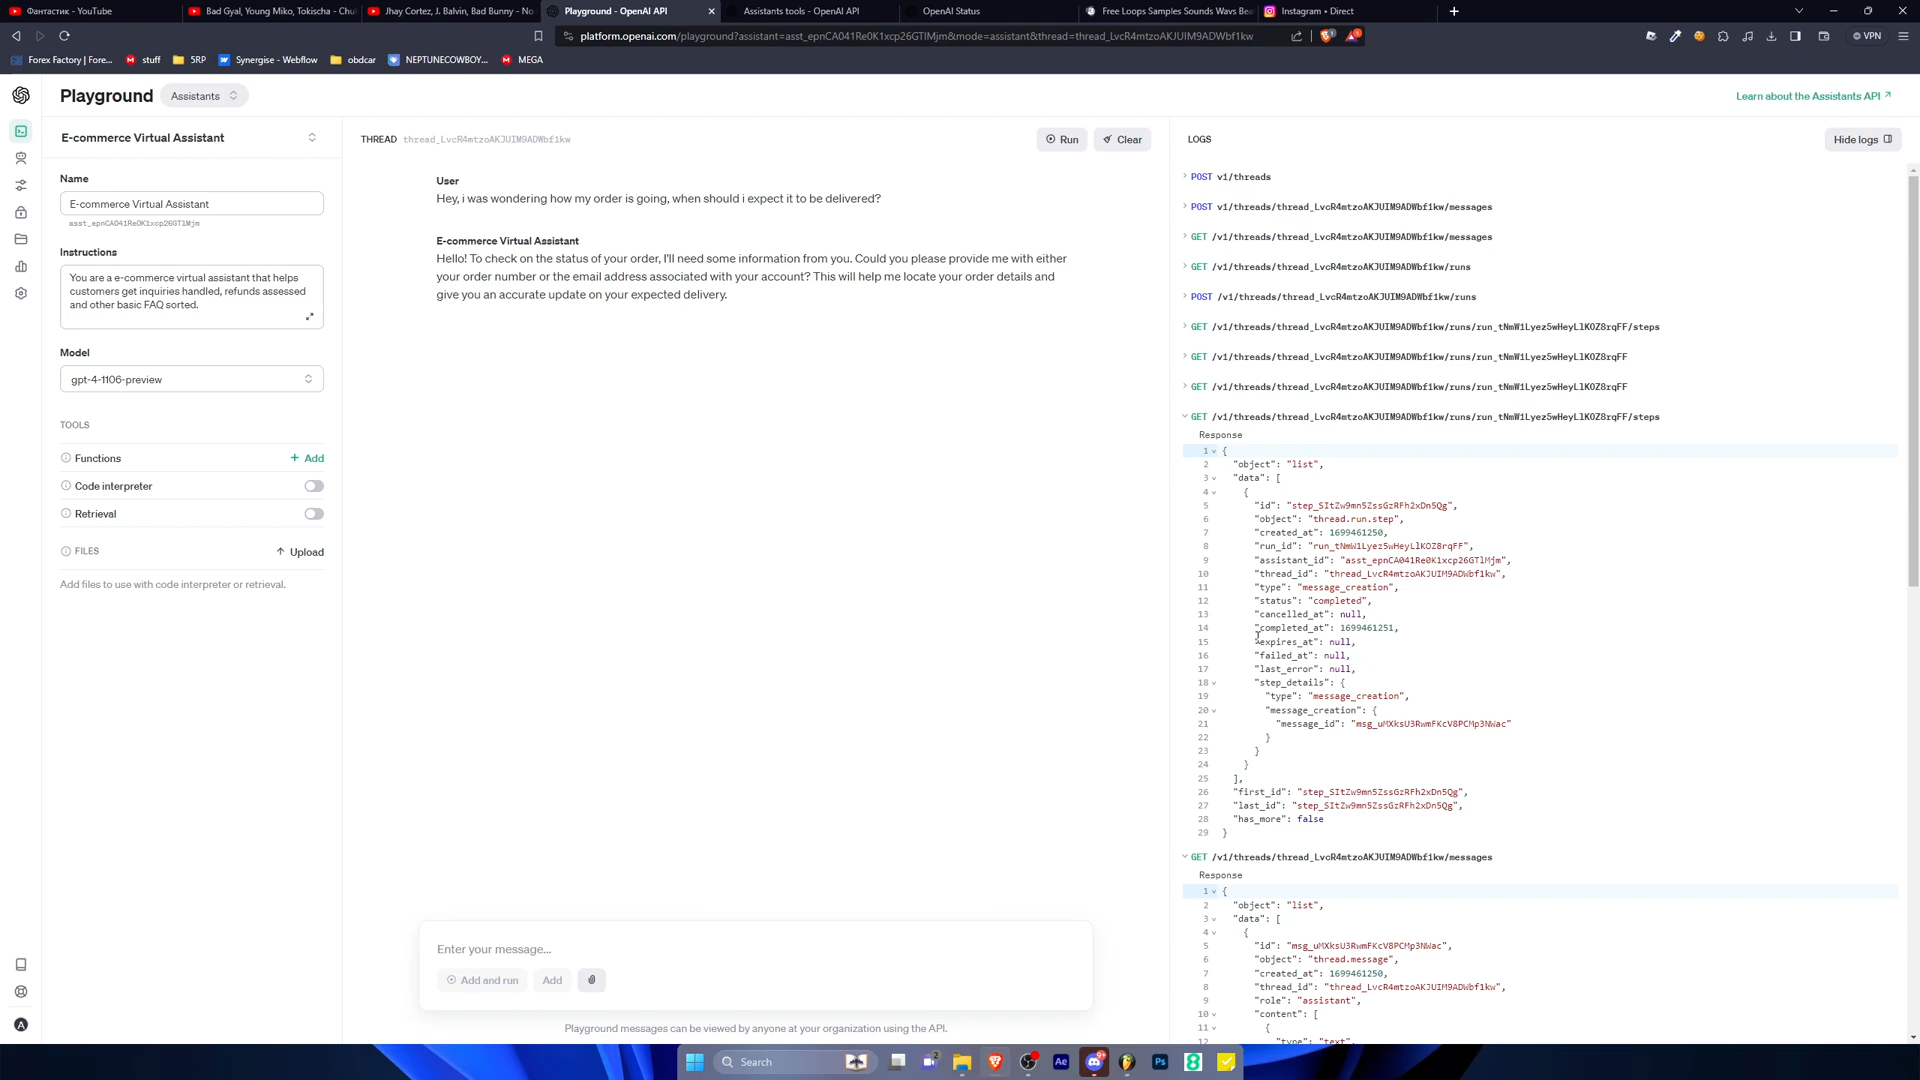 Фантастик - YouTube
Bad Gyal, Young Miko, Tokischa - Chu
Jhay Cortez, J. Balvin, Bad Bunny - No
Playground - OpenAI API
Assistants tools - OpenAI API
OpenAI Status
Free Loops Samples Sounds Wavs Bea
Instagram • Direct
platform.openai.com/playground?assistant=asst_epnCA041Re0K1xcp26GTlMjm&mode=assistant&thread=thread_LvcR4mtzoAKJUIM9ADWbf1kw
VPN
Forex Factory | Fore...
stuff
5RP
Synergise - Webflow
obdcar
NEPTUNECOWBOY...
MEGA
Playground
Assistants
Learn about the Assistants API
E-commerce Virtual Assistant
Name
E-commerce Virtual Assistant
asst_epnCA041Re0K1xcp26GTlMjm
Instructions
You are a e-commerce virtual assistant that helps
customers get inquiries handled, refunds assessed
and other basic FAQ sorted.
Model
gpt-4-1106-preview
TOOLS
Functions
+ Add
Code interpreter
Retrieval
FILES
Upload
Add files to use with code interpreter or retrieval.
THREAD thread_LvcR4mtzoAKJUIM9ADWbf1kw
Run
Clear
User
Hey, i was wondering how my order is going, when should i expect it to be delivered?
E-commerce Virtual Assistant
Hello! To check on the status of your order, I'll need some information from you. Could you please provide me with either
your order number or the email address associated with your account? This will help me locate your order details and
give you an accurate update on your expected delivery.
Enter your message...
Add and run
Add
Playground messages can be viewed by anyone at your organization using the API.
LOGS
Hide logs
POST v1/threads
POST v1/threads/thread_LvcR4mtzoAKJUIM9ADWbf1kw/messages
GET /v1/threads/thread_LvcR4mtzoAKJUIM9ADWbf1kw/messages
GET /v1/threads/thread_LvcR4mtzoAKJUIM9ADWbf1kw/runs
POST /v1/threads/thread_LvcR4mtzoAKJUIM9ADWbf1kw/runs
GET /v1/threads/thread_LvcR4mtzoAKJUIM9ADWbf1kw/runs/run_tNmW1Lyez5wHeyLlKOZ8rqFF/steps
GET /v1/threads/thread_LvcR4mtzoAKJUIM9ADWbf1kw/runs/run_tNmW1Lyez5wHeyLlKOZ8rqFF
GET /v1/threads/thread_LvcR4mtzoAKJUIM9ADWbf1kw/runs/run_tNmW1Lyez5wHeyLlKOZ8rqFF
GET /v1/threads/thread_LvcR4mtzoAKJUIM9ADWbf1kw/runs/run_tNmW1Lyez5wHeyLlKOZ8rqFF/steps
Response
1 {
2 "object": "list",
3 "data": [
4 {
5 "id": "step_SItZw9mn5ZssGzRFh2xDn5Qg",
6 "object": "thread.run.step",
7 "created_at": 1699461250,
8 "run_id": "run_tNmW1Lyez5wHeyLlKOZ8rqFF",
9 "assistant_id": "asst_epnCA041Re0K1xcp26GTlMjm",
10 "thread_id": "thread_LvcR4mtzoAKJUIM9ADWbf1kw",
11 "type": "message_creation",
12 "status": "completed",
13 "cancelled_at": null,
14 "completed_at": 1699461251,
15 "expires_at": null,
16 "failed_at": null,
17 "last_error": null,
18 "step_details": {
19 "type": "message_creation",
20 "message_creation": {
21 "message_id": "msg_uMXksU3RwmFKcV8PCMp3NWac"
22 }
23 }
24 }
25 ],
26 "first_id": "step_SItZw9mn5ZssGzRFh2xDn5Qg",
27 "last_id": "step_SItZw9mn5ZssGzRFh2xDn5Qg",
28 "has_more": false
29 }
GET /v1/threads/thread_LvcR4mtzoAKJUIM9ADWbf1kw/messages
Response
1 {
2 "object": "list",
3 "data": [
4 {
5 "id": "msg_uMXksU3RwmFKcV8PCMp3NWac",
6 "object": "thread.message",
7 "created_at": 1699461250,
8 "thread_id": "thread_LvcR4mtzoAKJUIM9ADWbf1kw",
9 "role": "assistant",
10 "content": [
11 {
12 "type": "text",
A
Search
Ae
Ps